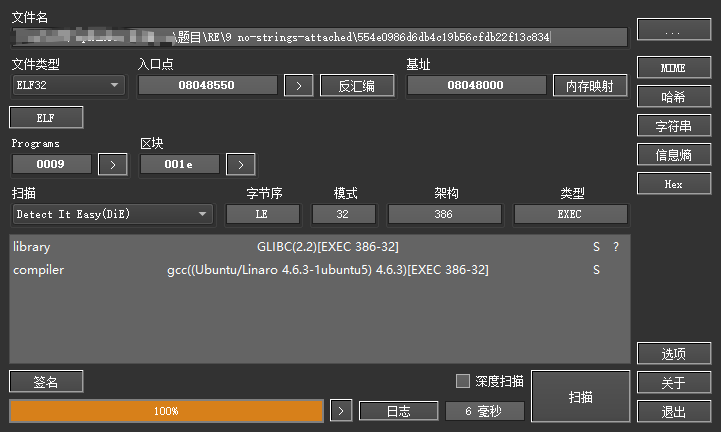 文件名
\题目\RE\9 no-strings-attached\554e0986d6db4c19b56cfdb22f13c834
...
文件类型 入口点 基址
ELF32 08048550 > 反汇编 08048000 内存映射 MIME
哈希
ELF
字符串
Programs 区块
0009 > 001e > 信息熵
扫描 字节序 模式 架构 类型 Hex
Detect It Easy(DiE) LE 32 386 EXEC
library GLIBC(2.2)[EXEC 386-32] S ?
compiler gcc((Ubuntu/Linaro 4.6.3-1ubuntu5) 4.6.3)[EXEC 386-32] S
选项
签名 深度扫描 扫描 关于
100% > 日志 6 毫秒 退出